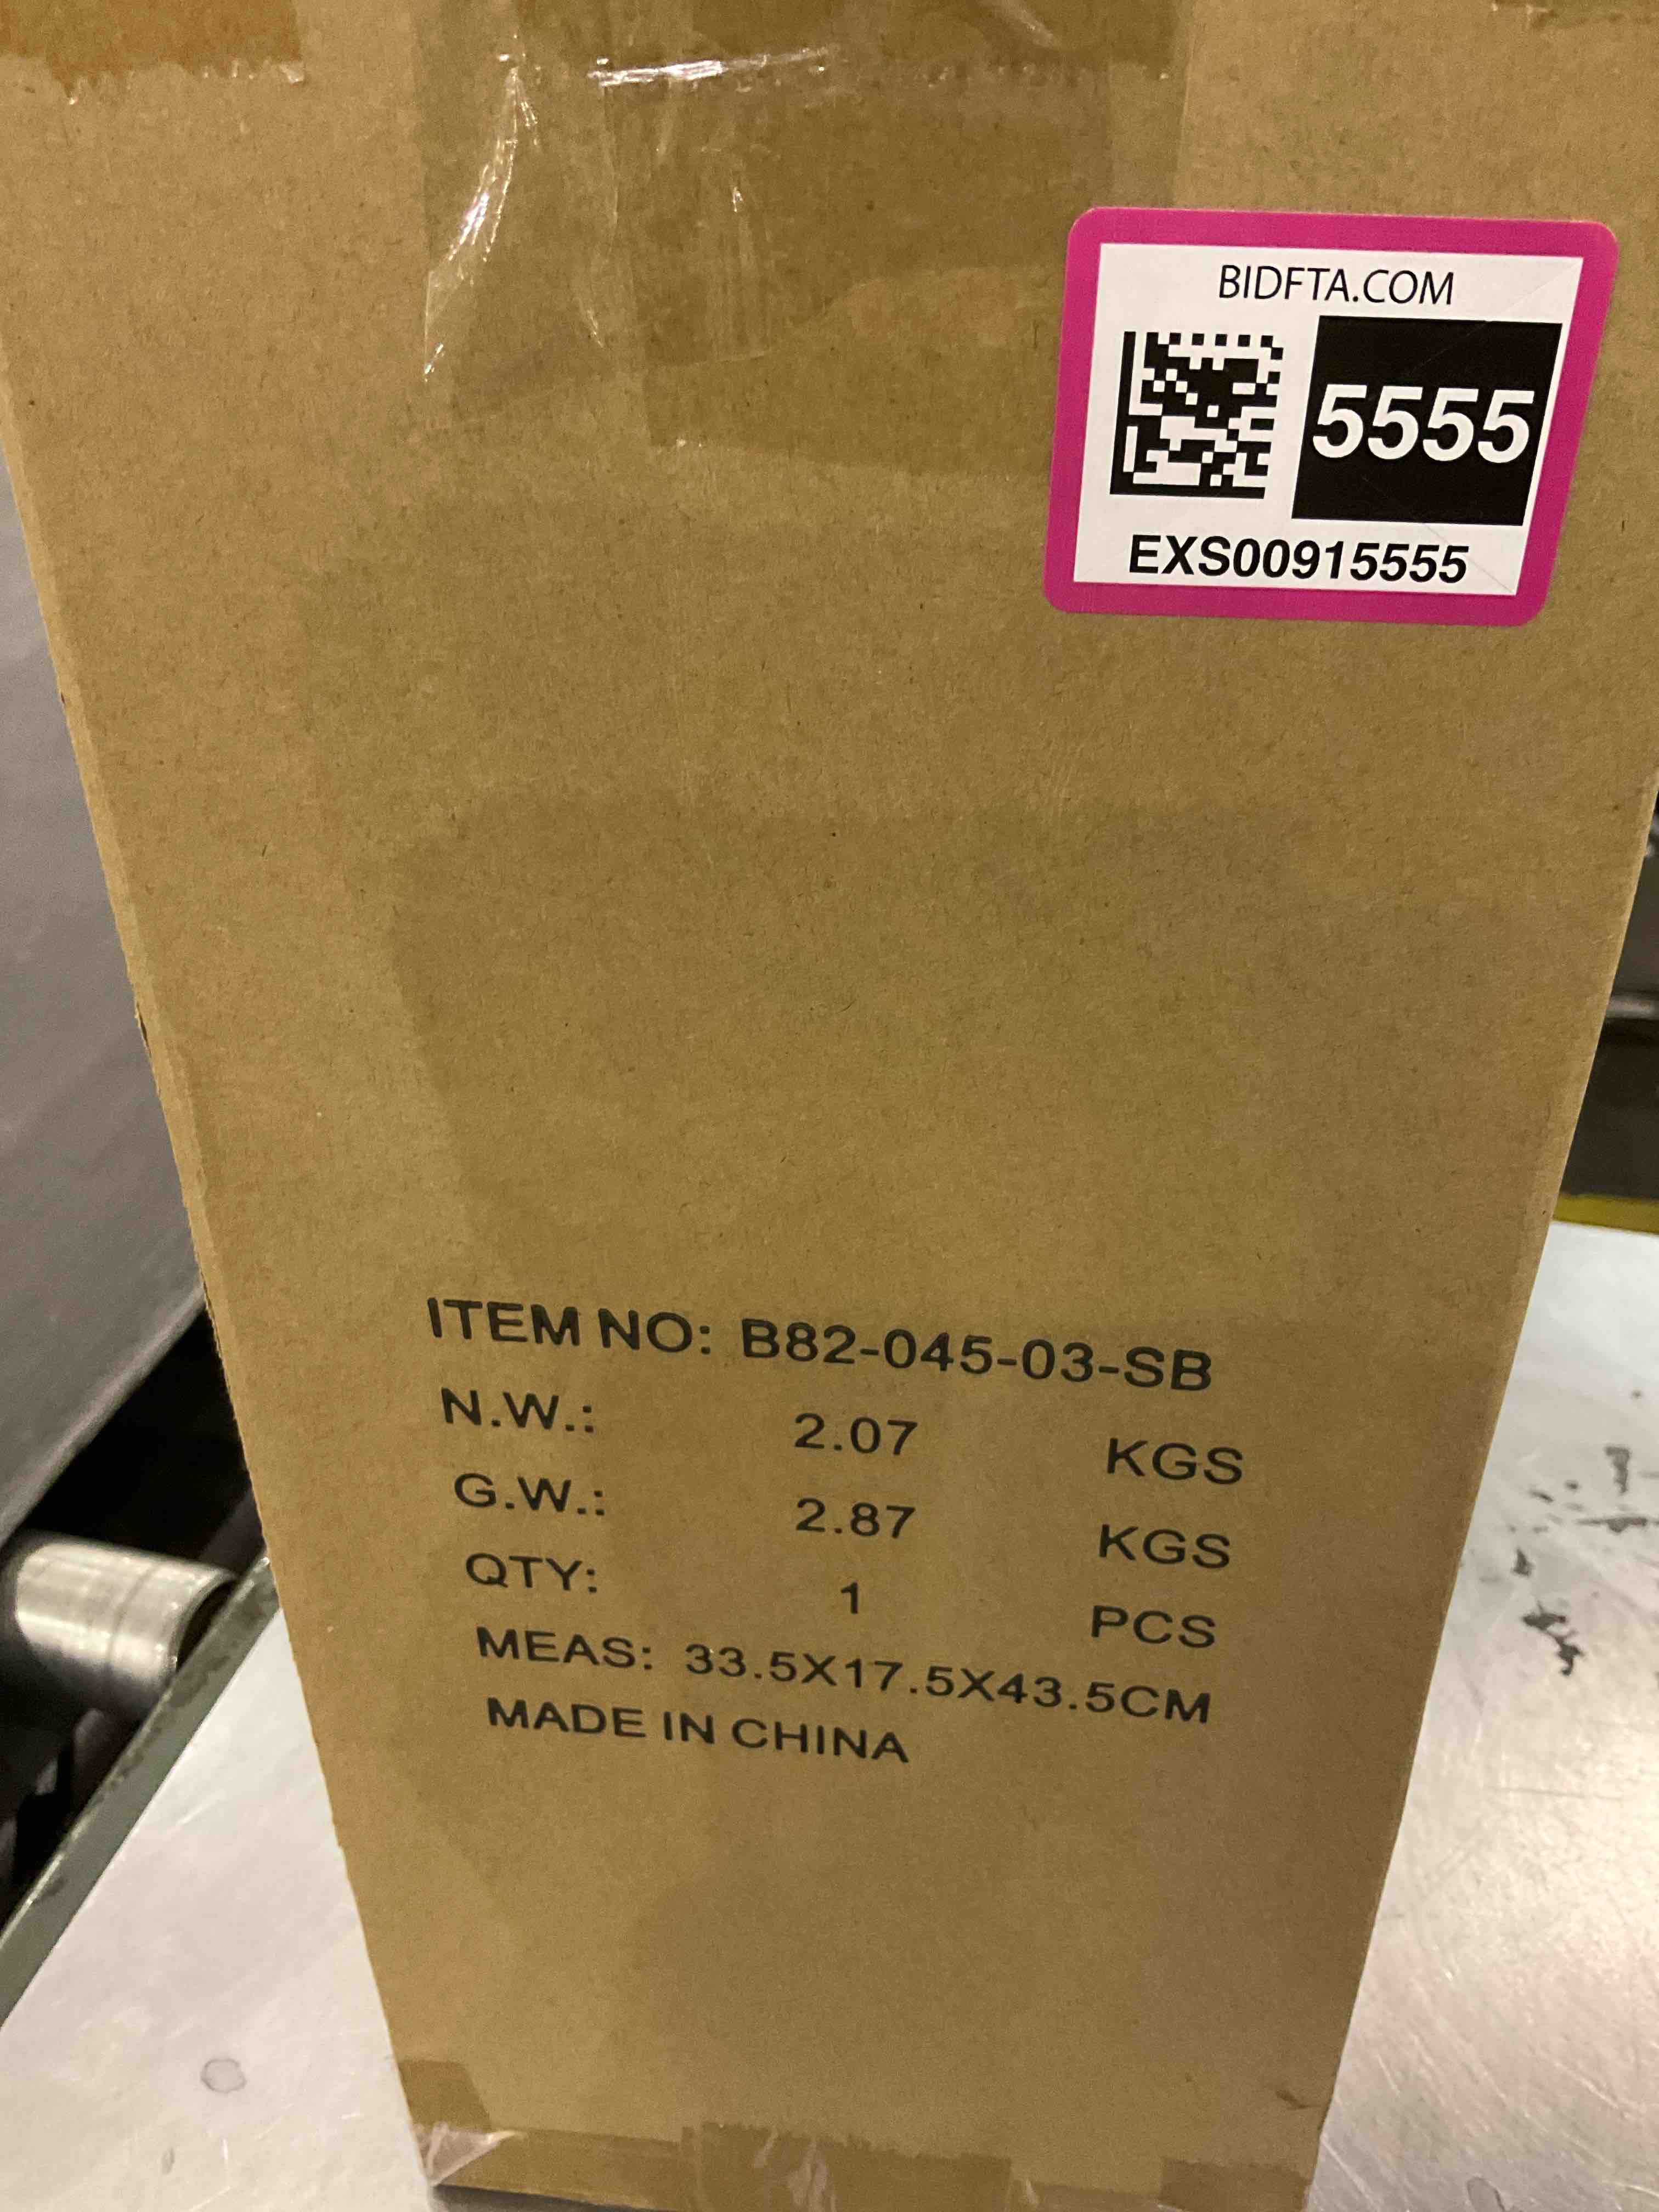 BIDFTA.COM
5555
EXS00915555
ITEM NO: B82-045-03-SB
N.W.: 2.07 KGS
G.W.: 2.87 KGS
QTY: 1 PCS
MEAS: 33.5X17.5X43.5CM
MADE IN CHINA